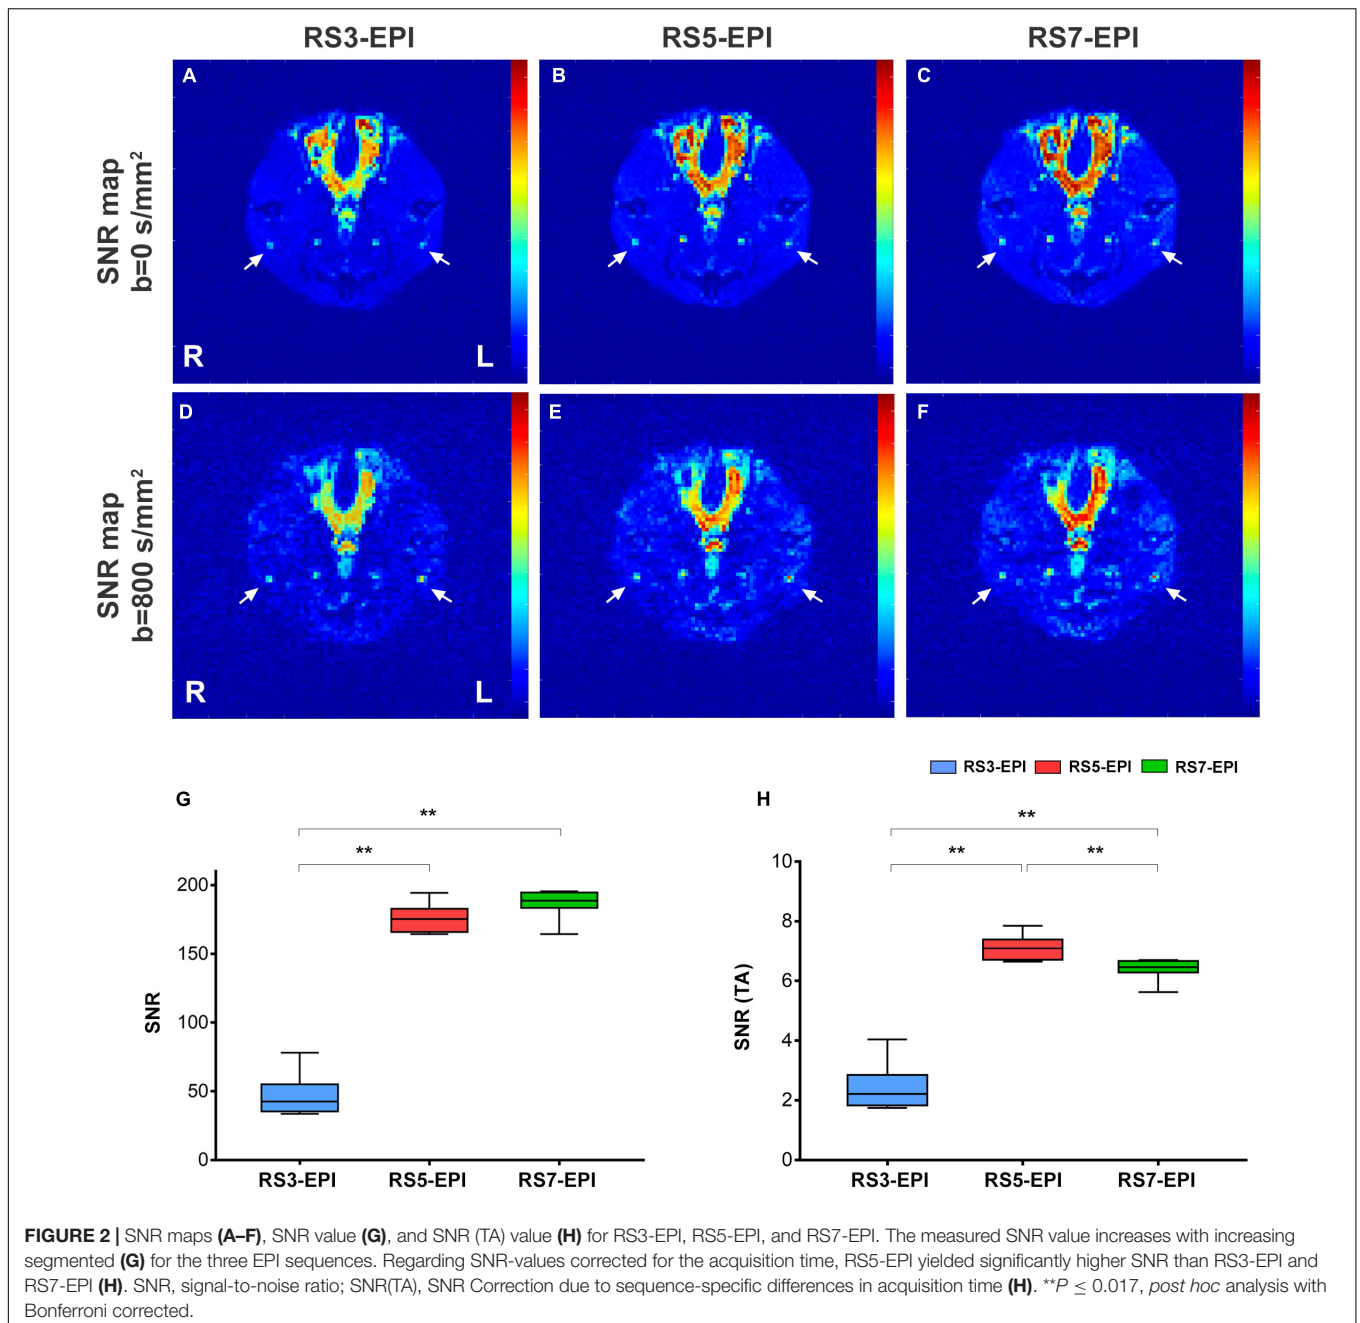 RS3-EPI RS5-EPI RS7-EPI
SNR map
b=0 s/mm²
A B C
R L
SNR map
b=800 s/mm²
D E F
R L
RS3-EPI RS5-EPI RS7-EPI
G
**
**
200
150
100
50
0
SNR
RS3-EPI RS5-EPI RS7-EPI
H
**
** **
10
8
6
4
2
0
SNR (TA)
RS3-EPI RS5-EPI RS7-EPI
FIGURE 2 | SNR maps (A–F), SNR value (G), and SNR (TA) value (H) for RS3-EPI, RS5-EPI, and RS7-EPI. The measured SNR value increases with increasing
segmented (G) for the three EPI sequences. Regarding SNR-values corrected for the acquisition time, RS5-EPI yielded significantly higher SNR than RS3-EPI and
RS7-EPI (H). SNR, signal-to-noise ratio; SNR(TA), SNR Correction due to sequence-specific differences in acquisition time (H). **P ≤ 0.017, post hoc analysis with
Bonferroni corrected.